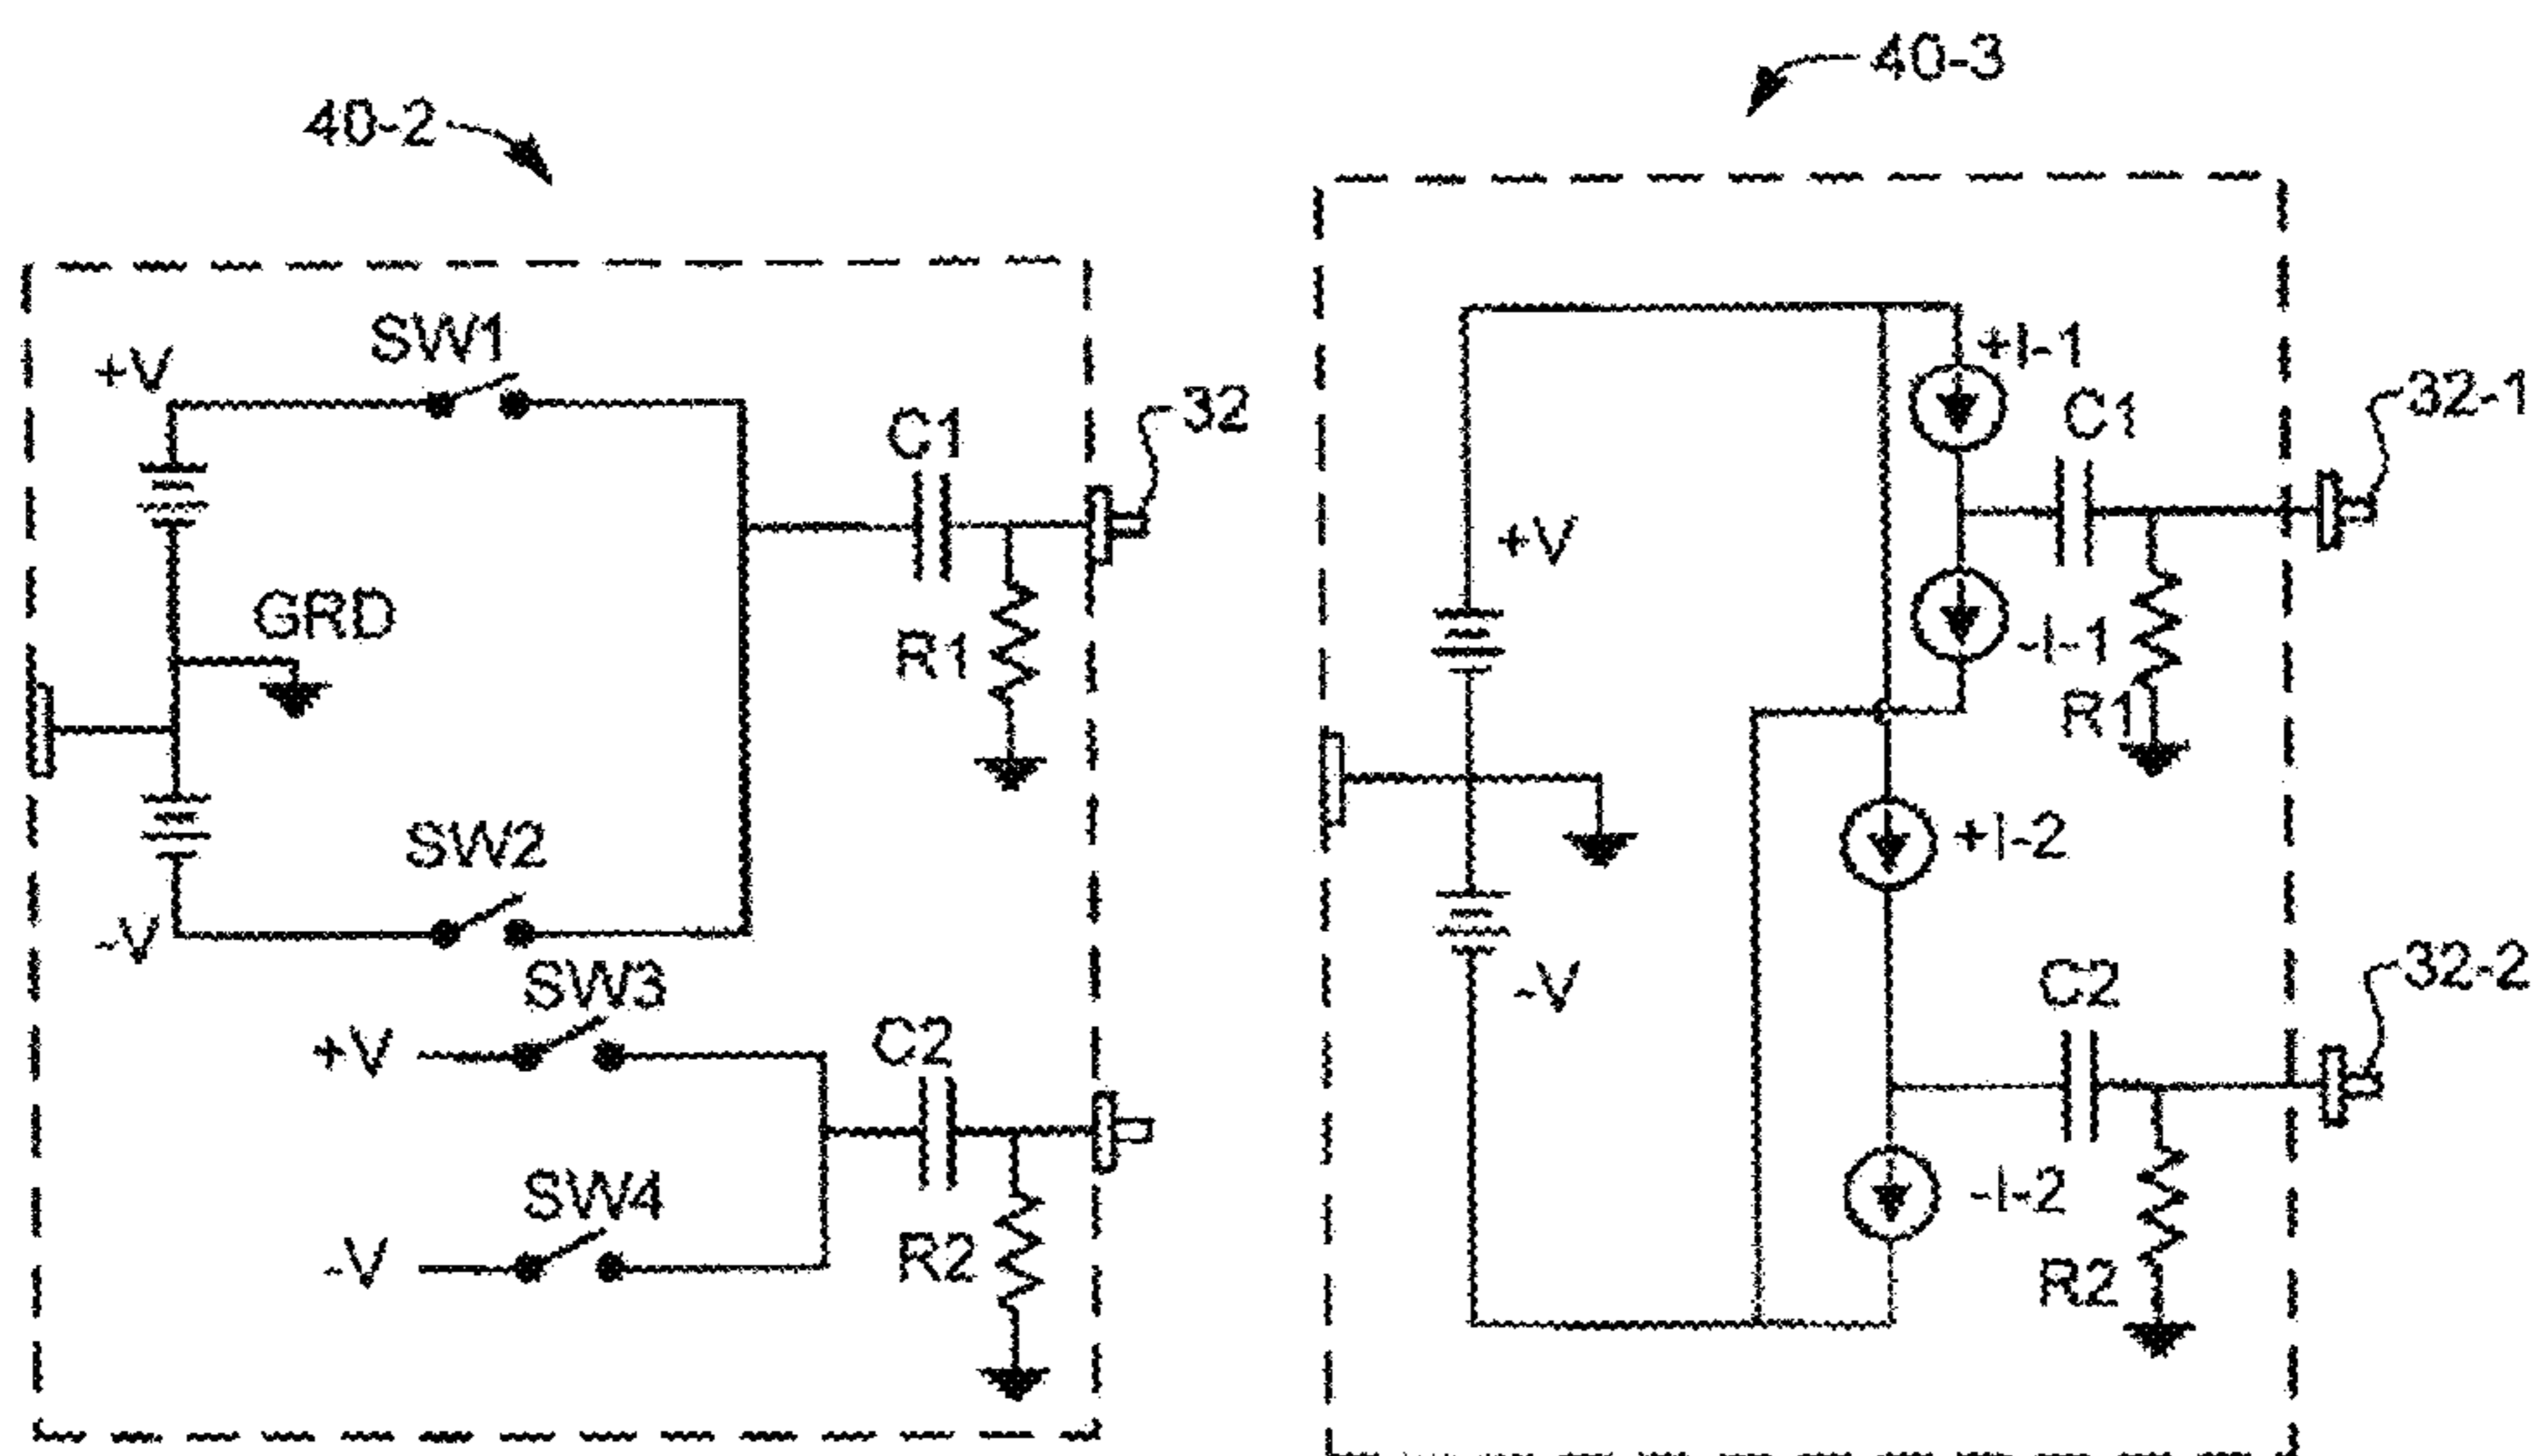 40-2
+V
SW1
C1
32
GRD
R1
SW2
-V
SW3
+V
C2
SW4
-V
R2
40-3
+I-1
C1
32-1
+V
-I-1
R1
+I-2
-V
C2
32-2
-I-2
R2